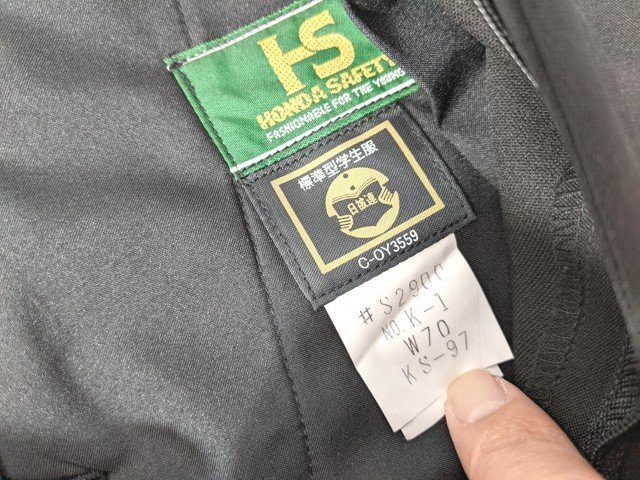 HS
HONDA SAFETY
FASHIONABLE FOR THE YOUNGS
標準型学生服
日被連
C-OY3559
#S2900
NO. K-1
W70
KS-97